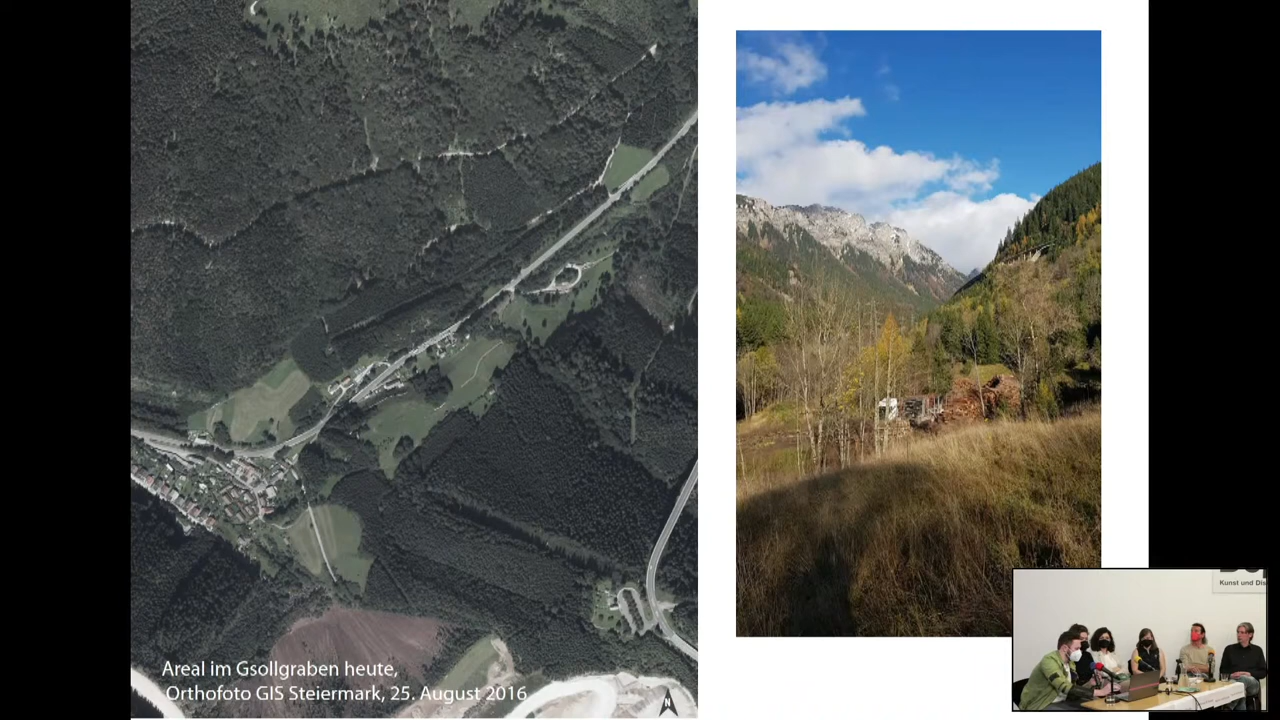 Areal im Gsollgraben heute,
Orthofoto GIS Steiermark, 25. August 2016
N
Kunst und Dis